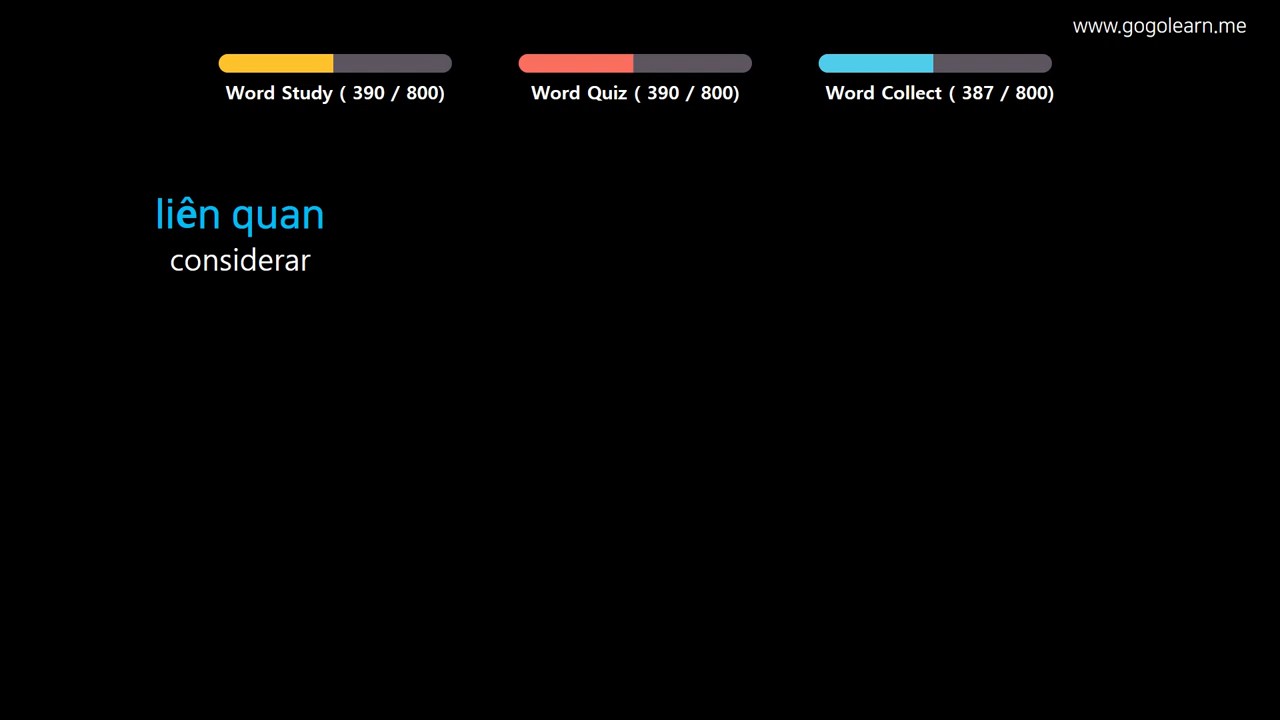 www.gogolearn.me
Word Study ( 390 / 800)
Word Quiz ( 390 / 800)
Word Collect ( 387 / 800)
liên quan
considerar